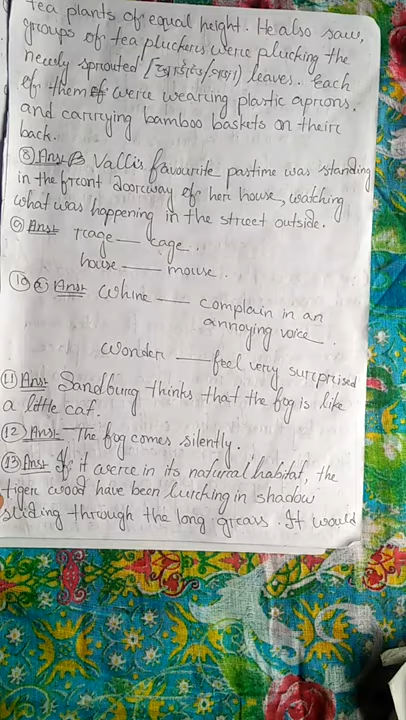 tea plants of equal height. He also saw,
groups of tea pluckers were plucking the
newly sprouted leaves. Each
of them were wearing plastic aprons.
and carrying bamboo baskets on their
back.
⑧ Ans: Valli's favourite pastime was standing
in the front doorway of her house, watching
what was happening in the street outside.
⑨ Ans: rage — cage.
house — mouse.
⑩ a) Ans: Whine — complain in an
annoying voice.
wonder — feel very surprised
⑪ Ans: Sandburg thinks that the fog is like
a little cat.
⑫ Ans: The fog comes silently.
⑬ Ans: If it were in its natural habitat, the
tiger wood have been lurking in shadow
sliding through the long grass. It would